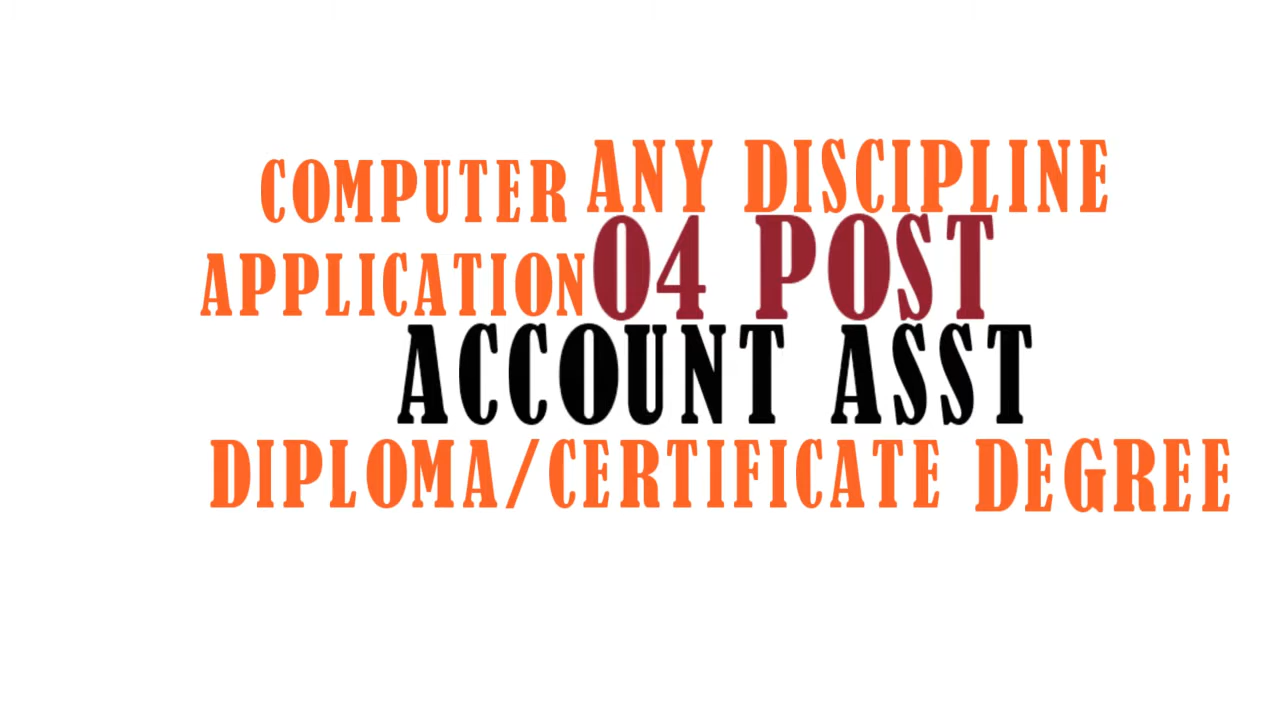 COMPUTER ANY DISCIPLINE
APPLICATION 04 POST
ACCOUNT ASST
DIPLOMA/CERTIFICATE DEGREE